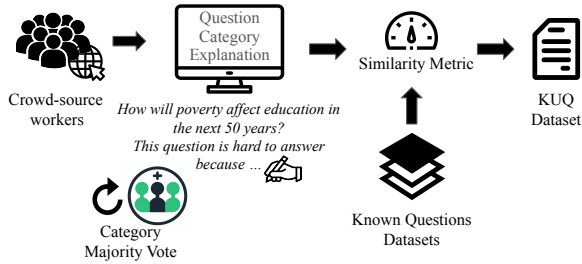 Question
Category
Explanation
Crowd-source
workers
How will poverty affect education in
the next 50 years?
This question is hard to answer
because ...
Similarity Metric
KUQ
Dataset
Known Questions
Datasets
Category
Majority Vote